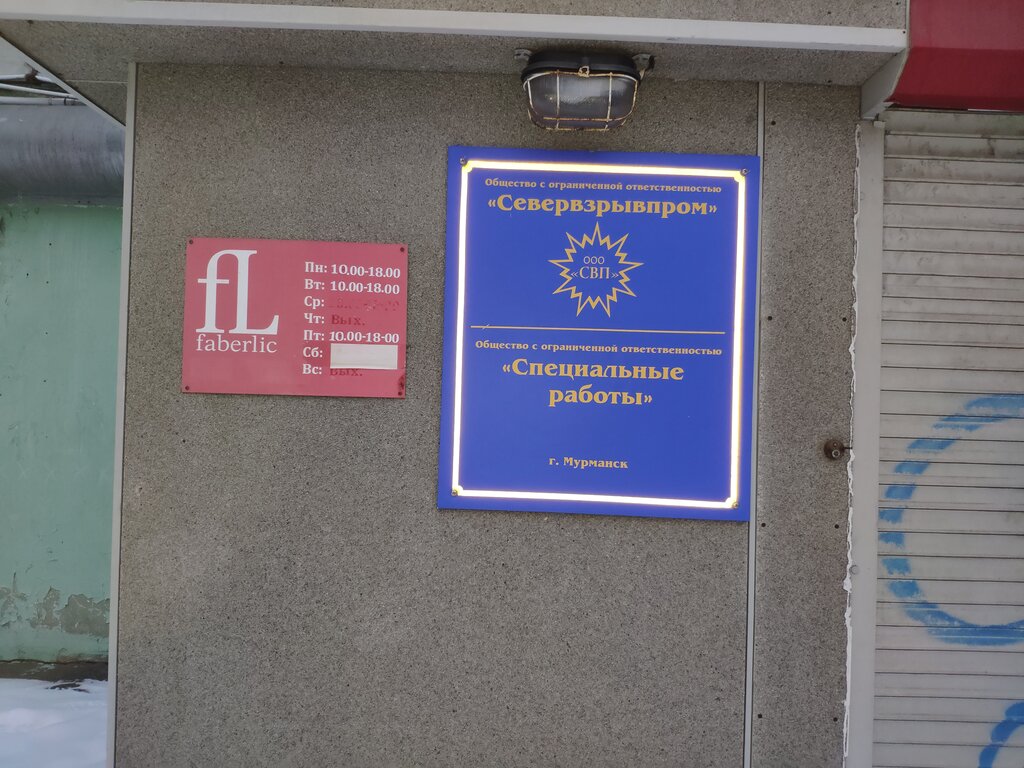 fL
faberlic
Пн: 10.00-18.00
Вт: 10.00-18.00
Ср:
Чт: Вых.
Пт: 10.00-18-00
Сб:
Вс: Вых.
Общество с ограниченной ответственностью
«Севервзрывпром»
ООО
«СВП»
Общество с ограниченной ответственностью
«Специальные
работы»
г. Мурманск